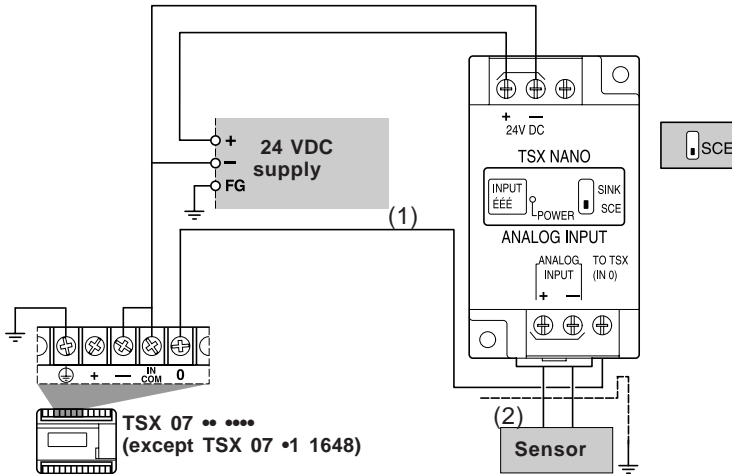 + —
24V DC
TSX NANO
INPUT
ÉÉÉ
POWER
SINK
SCE
ANALOG INPUT
ANALOG
INPUT
TO TSX
(IN 0)
+ —
SCE
+
–
FG
24 VDC
supply
(1)
+ — IN
COM 0
TSX 07 •• ••••
(except TSX 07 •1 1648)
(2)
Sensor